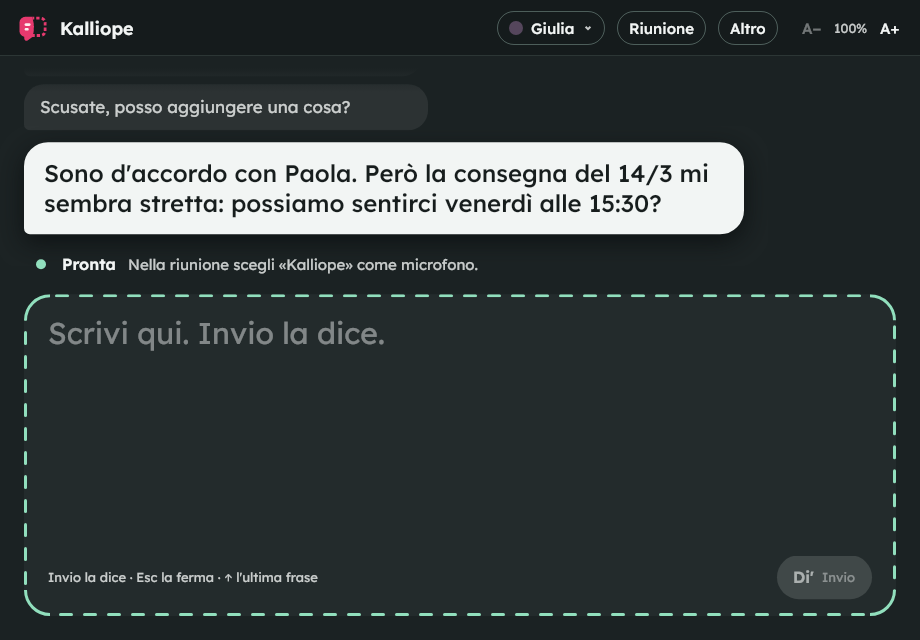 Kalliope
Giulia
Riunione
Altro
A− 100% A+
Scusate, posso aggiungere una cosa?
Sono d'accordo con Paola. Però la consegna del 14/3 mi
sembra stretta: possiamo sentirci venerdì alle 15:30?
Pronta Nella riunione scegli «Kalliope» come microfono.
Scrivi qui. Invio la dice.
Invio la dice · Esc la ferma · ↑ l'ultima frase
Di' Invio